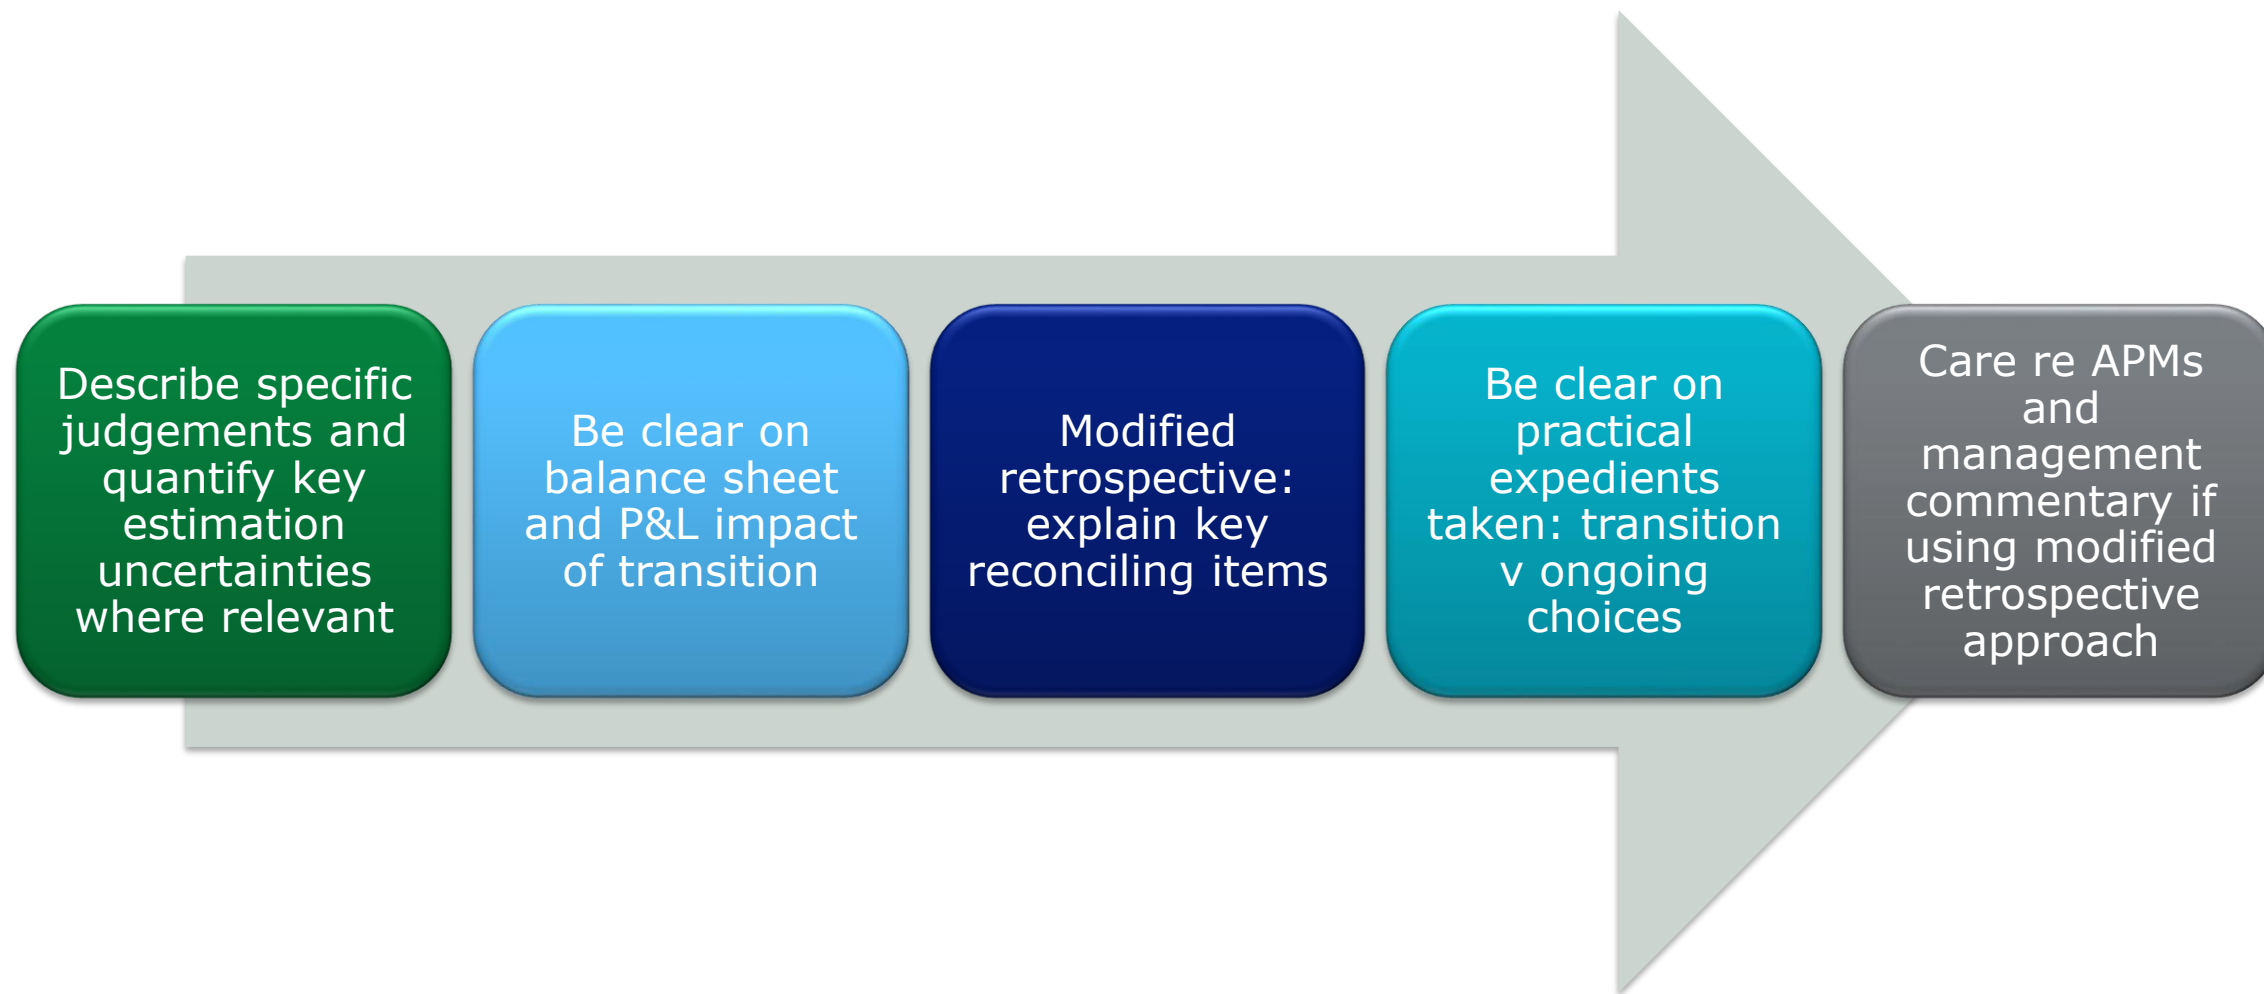 Describe specific
judgements and
quantify key
estimation
uncertainties
where relevant
Be clear on
balance sheet
and P&L impact
of transition
Modified
retrospective:
explain key
reconciling items
Be clear on
practical
expedients
taken: transition
v ongoing
choices
Care re APMs
and
management
commentary if
using modified
retrospective
approach